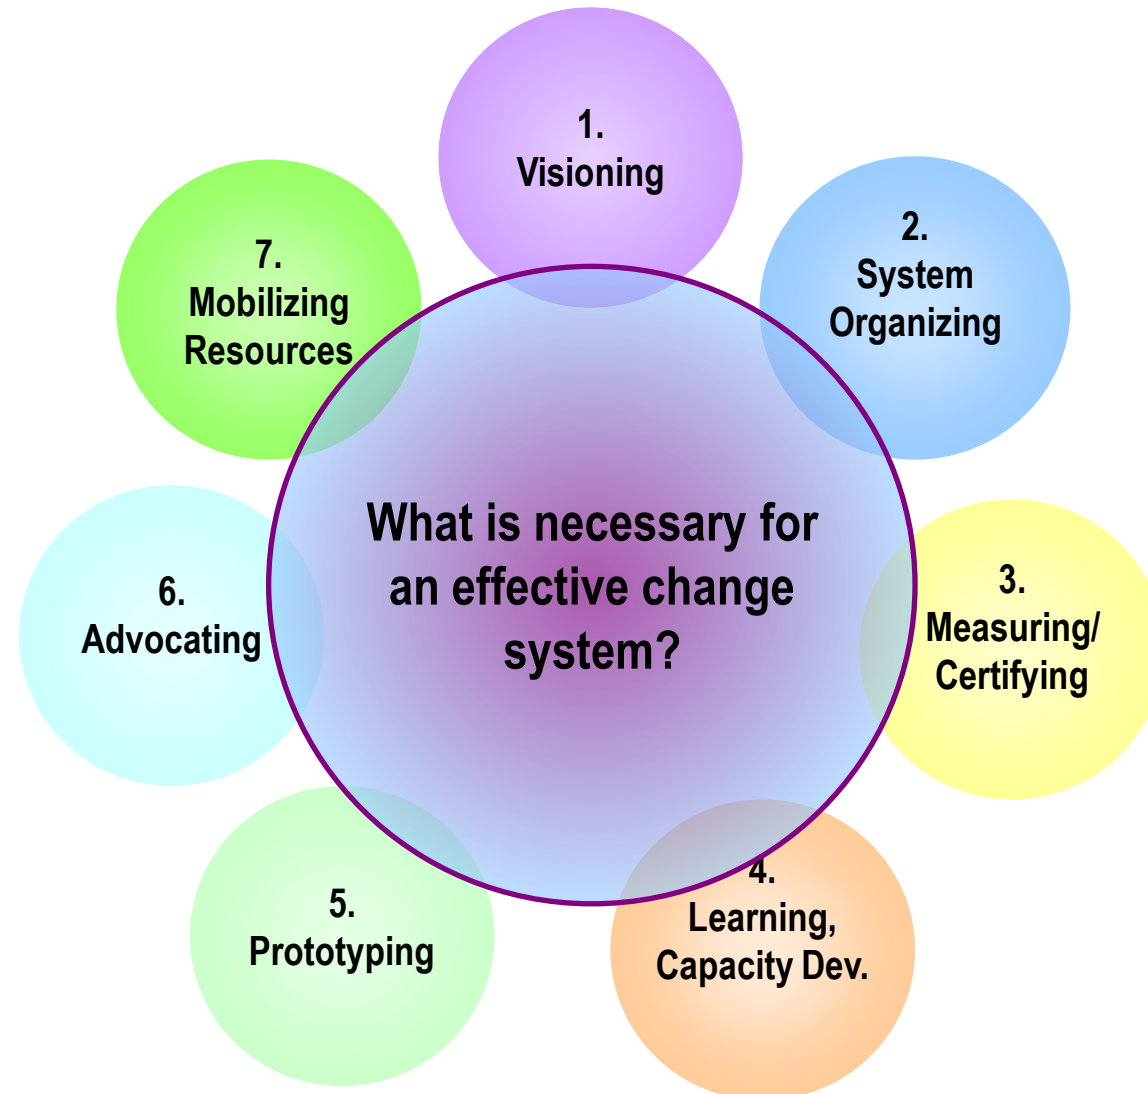 1.
Visioning
2.
System
Organizing
3.
Measuring/
Certifying
4.
Learning,
Capacity Dev.
5.
Prototyping
6.
Advocating
7.
Mobilizing
Resources
What is necessary for
an effective change
system?